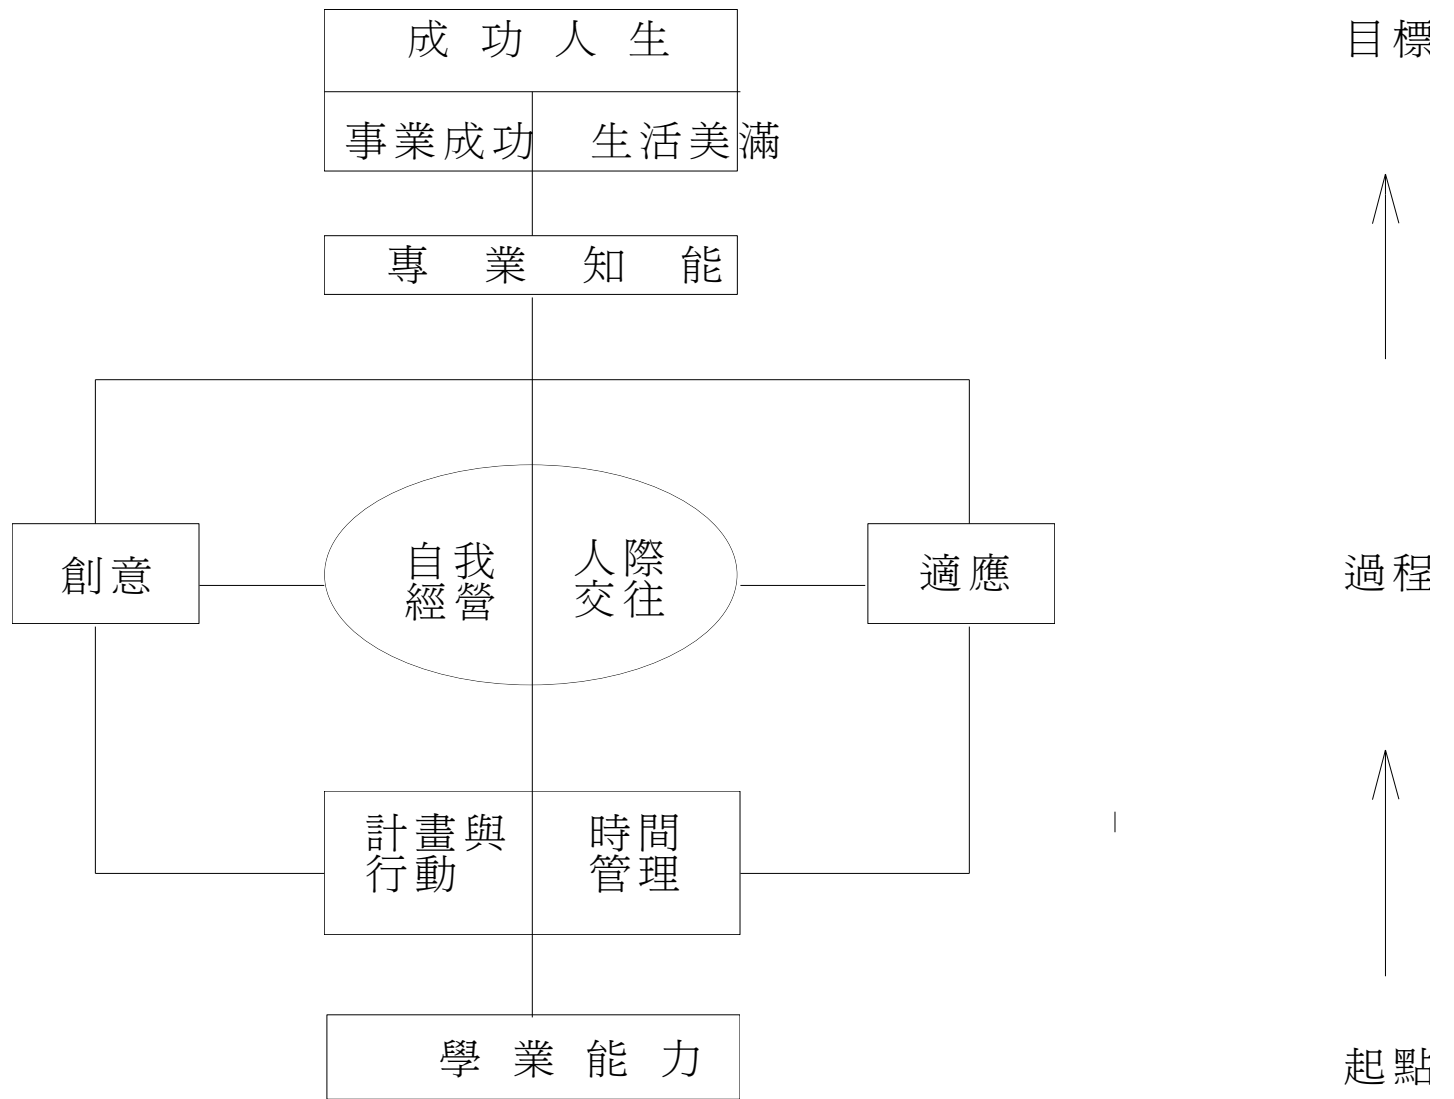 成功人生
目標
事業成功 生活美滿
專業知能
自我
經營
人際
交往
創意
適應
過程
計畫與
行動
時間
管理
學業能力
起點